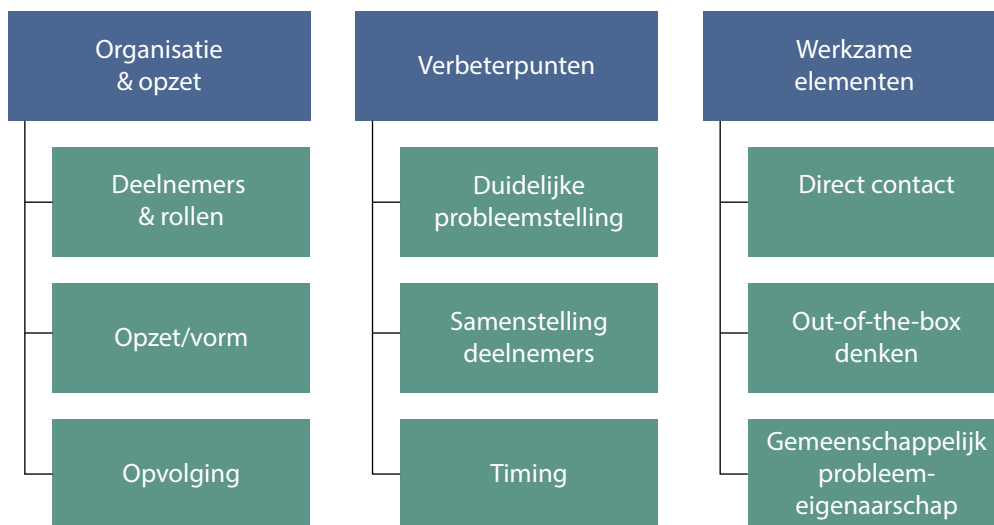 Organisatie
& opzet
Deelnemers
& rollen
Opzet/vorm
Opvolging
Verbeterpunten
Duidelijke
probleemstelling
Samenstelling
deelnemers
Timing
Werkzame
elementen
Direct contact
Out-of-the-box
denken
Gemeenschappelijk
probleem-
eigenaarschap